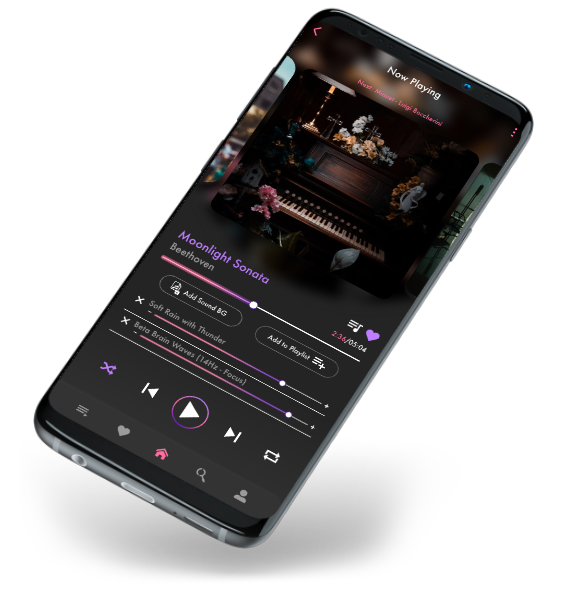 Now Playing
Next: Minuet - Luigi Boccherini
Moonlight Sonata
Beethoven
2:36/05:04
Add Sound BG
Add to Playlist
Soft Rain with Thunder
Beta Brain Waves (14Hz - Focus)